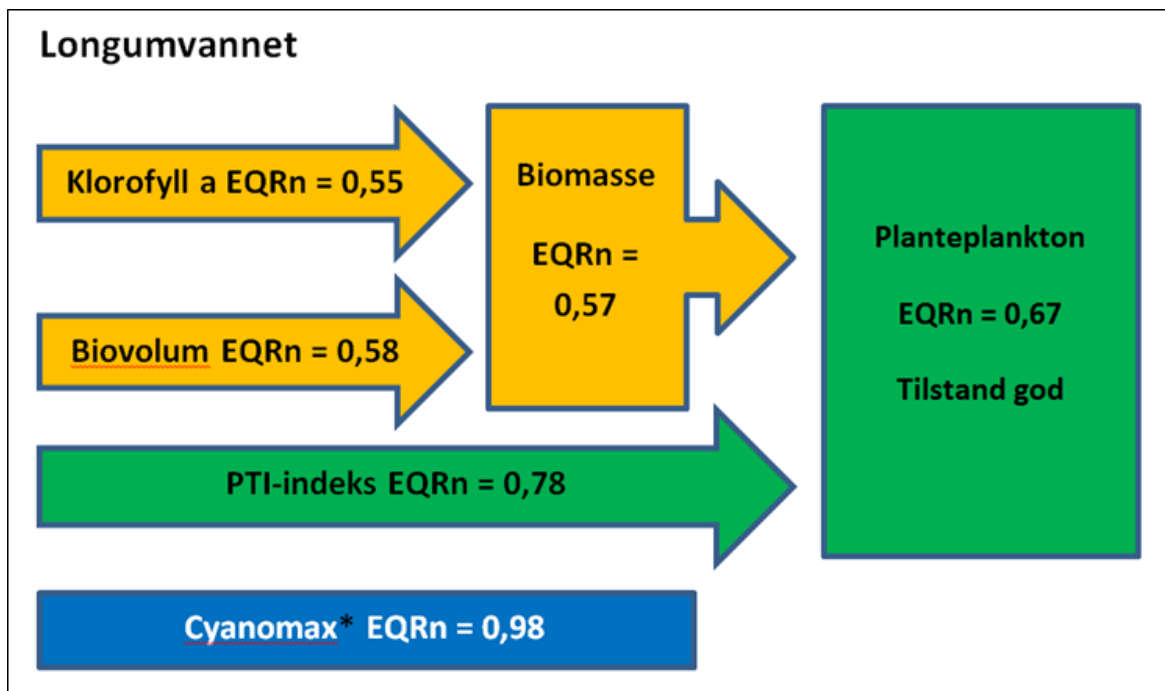 Longumvannet
Klorofyll a EQRn = 0,55
Biomasse
EQRn =
0,57
Biovolum EQRn = 0,58
Planteplankton
EQRn = 0,67
Tilstand god
PTI-indeks EQRn = 0,78
Cyanomax* EQRn = 0,98